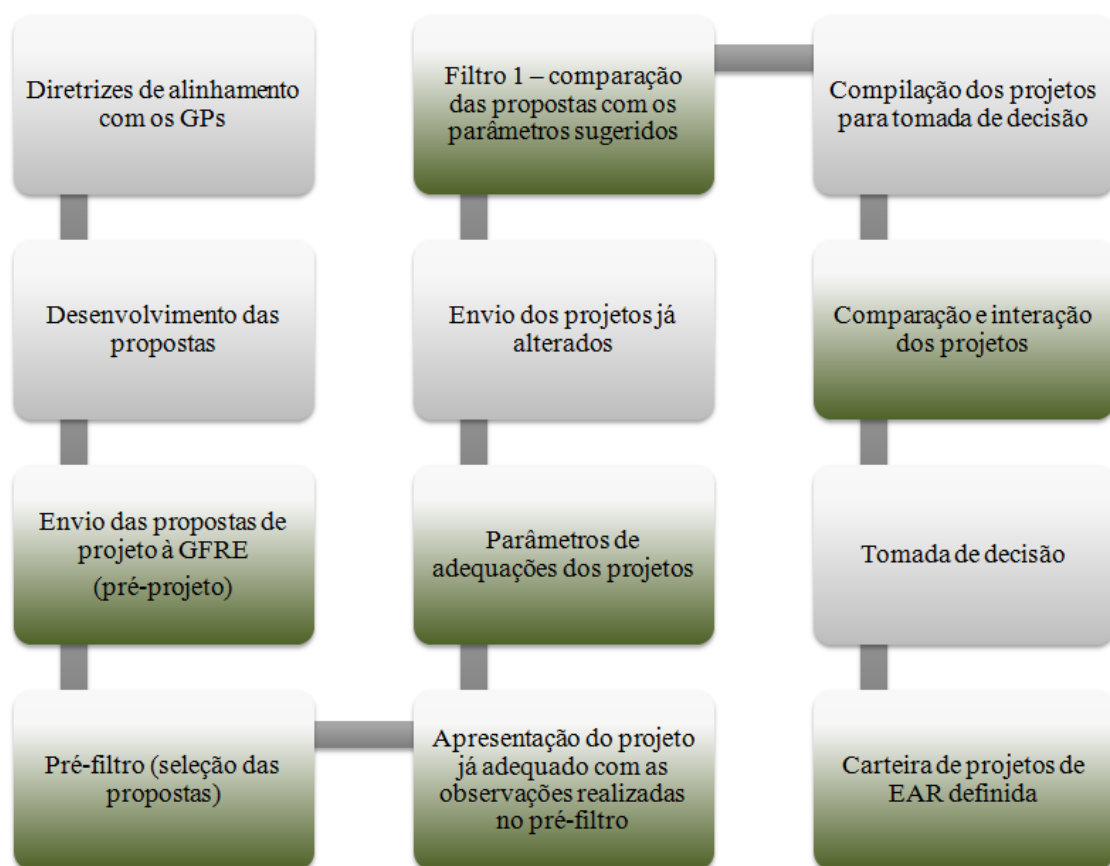 Diretrizes de alinhamento
com os GPs
Desenvolvimento das
propostas
Envio das propostas de
projeto à GFRE
(pré-projeto)
Pré-filtro (seleção das
propostas)
Apresentação do projeto
já adequado com as
observações realizadas
no pré-filtro
Parâmetros de
adequações dos projetos
Envio dos projetos já
alterados
Filtro 1 – comparação
das propostas com os
parâmetros sugeridos
Compilação dos projetos
para tomada de decisão
Comparação e interação
dos projetos
Tomada de decisão
Carteira de projetos de
EAR definida